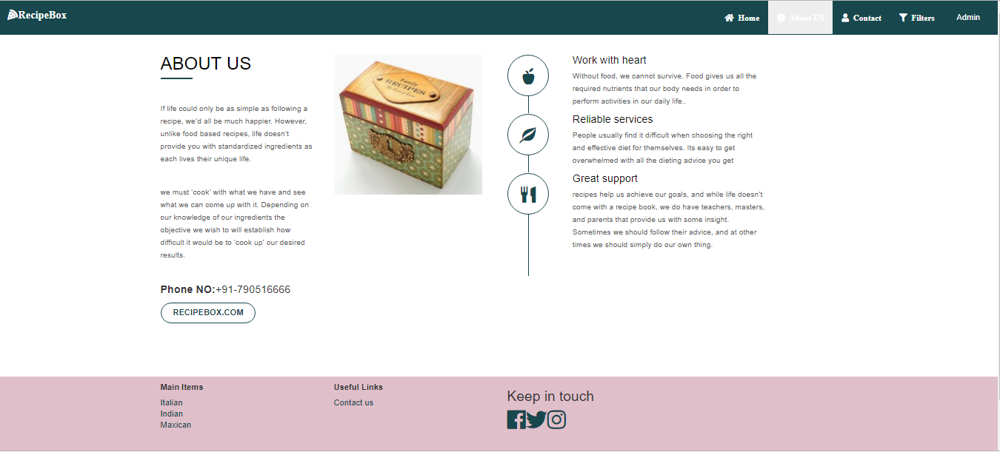 RecipeBox
Home
About US
Contact
Filters
Admin
ABOUT US
If life could only be as simple as following a
recipe, we'd all be much happier. However,
unlike food based recipes, life doesn't
provide you with standardized ingredients as
each lives their unique life.
we must 'cook' with what we have and see
what we can come up with it. Depending on
our knowledge of our ingredients the
objective we wish to will establish how
difficult it would be to 'cook up' our desired
results.
Phone NO:+91-790516666
RECIPEBOX.COM
Family
RECIPES
Work with heart
Without food, we cannot survive. Food gives us all the
required nutrients that our body needs in order to
perform activities in our daily life..
Reliable services
People usually find it difficult when choosing the right
and effective diet for themselves. Its easy to get
overwhelmed with all the dieting advice you get
Great support
recipes help us achieve our goals, and while life doesn't
come with a recipe book, we do have teachers, masters,
and parents that provide us with some insight.
Sometimes we should follow their advice, and at other
times we should simply do our own thing.
Main Items
Italian
Indian
Maxican
Useful Links
Contact us
Keep in touch